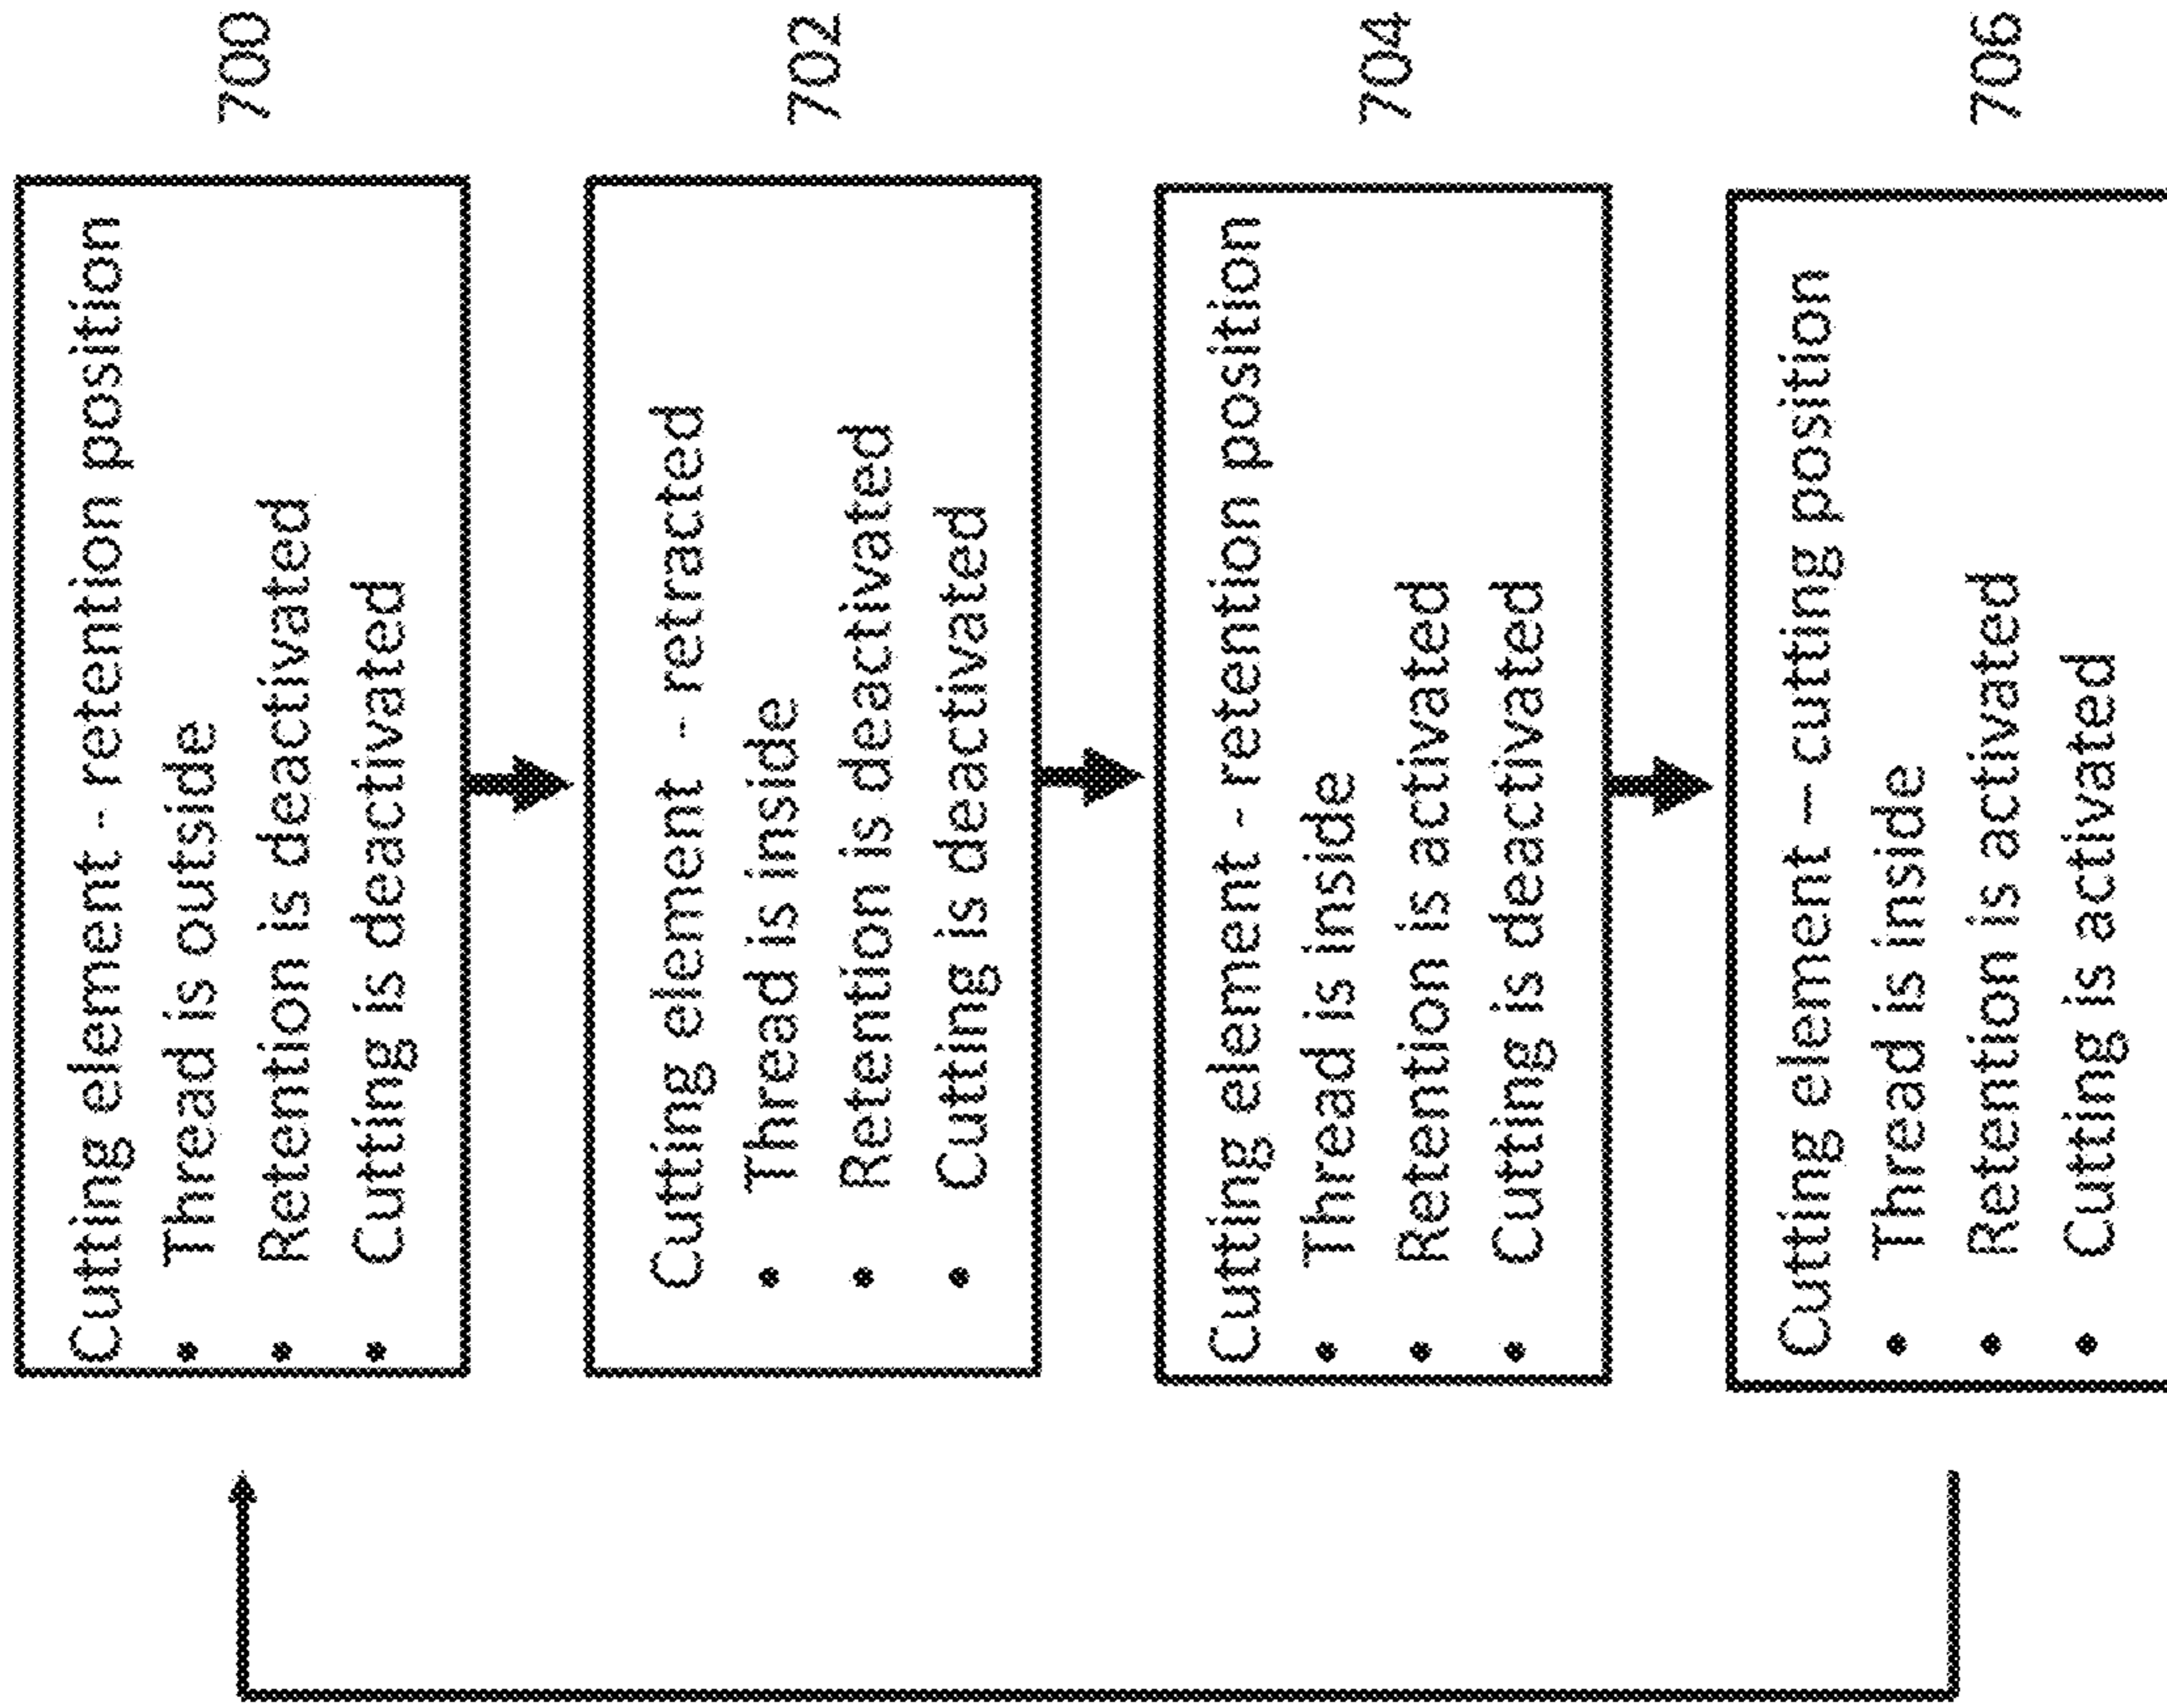 Cutting element - retention position
• Thread is outside
• Retention is deactivated
• Cutting is deactivated
700
Cutting element - retracted
• Thread is inside
• Retention is deactivated
• Cutting is deactivated
702
Cutting element - retention position
• Thread is inside
• Retention is activated
• Cutting is deactivated
704
Cutting element – cutting position
• Thread is inside
• Retention is activated
• Cutting is activated
706